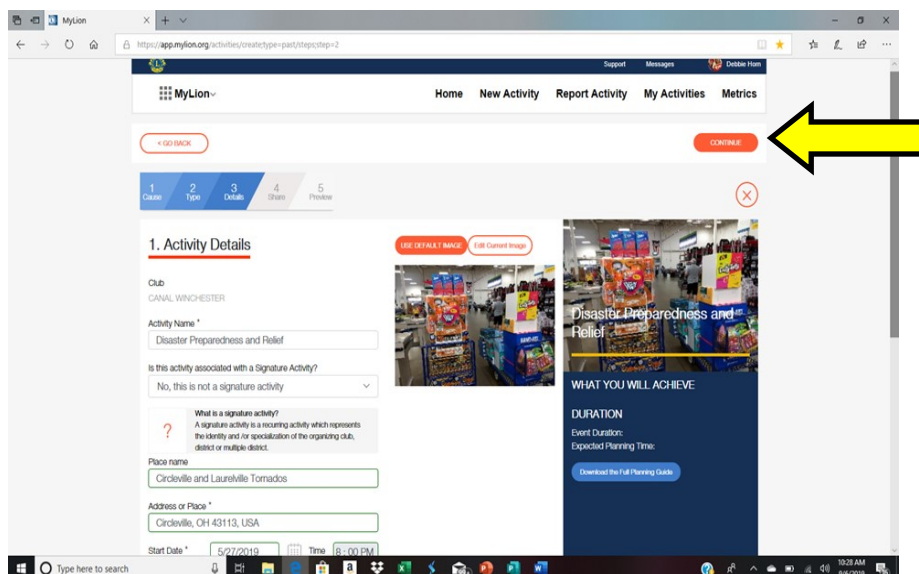 MyLion
https://app.mylion.org/activities/create;type=past/steps;step=2
Support Messages Debbie Horn
MyLion
Home New Activity Report Activity My Activities Metrics
< GO BACK
CONTINUE
1 2 3 4 5
Cause Type Details Share Preview
1. Activity Details
USE DEFAULT IMAGE
Edit Current Image
Club
CANAL WINCHESTER
Activity Name *
Disaster Preparedness and Relief
Is this activity associated with a Signature Activity?
No, this is not a signature activity
?
What is a signature activity?
A signature activity is a recurring activity which represents
the identity and /or specialization of the organizing club,
district or multiple district.
Place name
Circleville and Laurelville Tornados
Address or Place *
Circleville, OH 43113, USA
Start Date * 5/27/2019 Time 8 : 00 PM
Disaster Preparedness and
Relief
WHAT YOU WILL ACHIEVE
DURATION
Event Duration:
Expected Planning Time:
Download the Full Planning Guide
Type here to search
10:28 AM